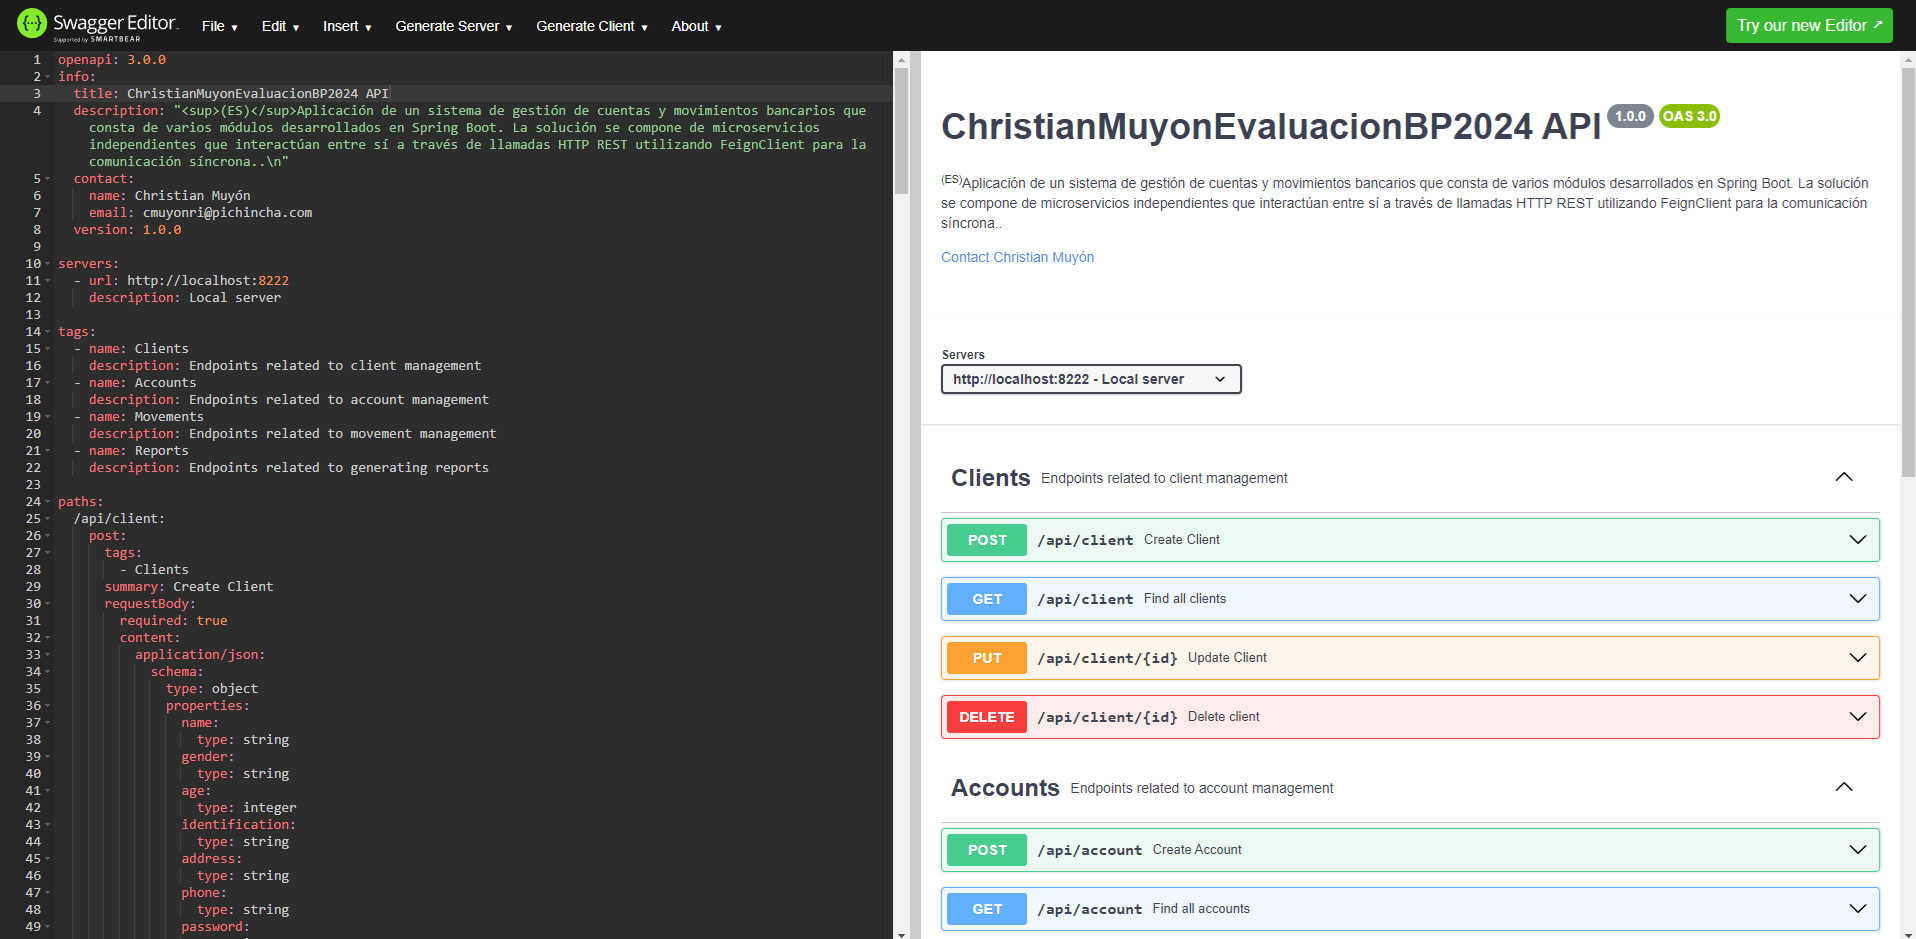 Swagger Editor
Supported by SMARTBEAR
File ▾ Edit ▾ Insert ▾ Generate Server ▾ Generate Client ▾ About ▾
Try our new Editor ↗
1 openapi: 3.0.0
2 info:
3 title: ChristianMuyonEvaluacionBP2024 API
4 description: "<sup>(ES)</sup>Aplicación de un sistema de gestión de cuentas y movimientos bancarios que
consta de varios módulos desarrollados en Spring Boot. La solución se compone de microservicios
independientes que interactúan entre sí a través de llamadas HTTP REST utilizando FeignClient para la
comunicación síncrona..\n"
5 contact:
6 name: Christian Muyón
7 email: cmuyonri@pichincha.com
8 version: 1.0.0
9
10 servers:
11 - url: http://localhost:8222
12 description: Local server
13
14 tags:
15 - name: Clients
16 description: Endpoints related to client management
17 - name: Accounts
18 description: Endpoints related to account management
19 - name: Movements
20 description: Endpoints related to movement management
21 - name: Reports
22 description: Endpoints related to generating reports
23
24 paths:
25 /api/client:
26 post:
27 tags:
28 - Clients
29 summary: Create Client
30 requestBody:
31 required: true
32 content:
33 application/json:
34 schema:
35 type: object
36 properties:
37 name:
38 type: string
39 gender:
40 type: string
41 age:
42 type: integer
43 identification:
44 type: string
45 address:
46 type: string
47 phone:
48 type: string
49 password:
ChristianMuyonEvaluacionBP2024 API 1.0.0 OAS 3.0
(ES)Aplicación de un sistema de gestión de cuentas y movimientos bancarios que consta de varios módulos desarrollados en Spring Boot. La solución
se compone de microservicios independientes que interactúan entre sí a través de llamadas HTTP REST utilizando FeignClient para la comunicación
síncrona..
Contact Christian Muyón
Servers
http://localhost:8222 - Local server
Clients Endpoints related to client management
POST /api/client Create Client
GET /api/client Find all clients
PUT /api/client/{id} Update Client
DELETE /api/client/{id} Delete client
Accounts Endpoints related to account management
POST /api/account Create Account
GET /api/account Find all accounts